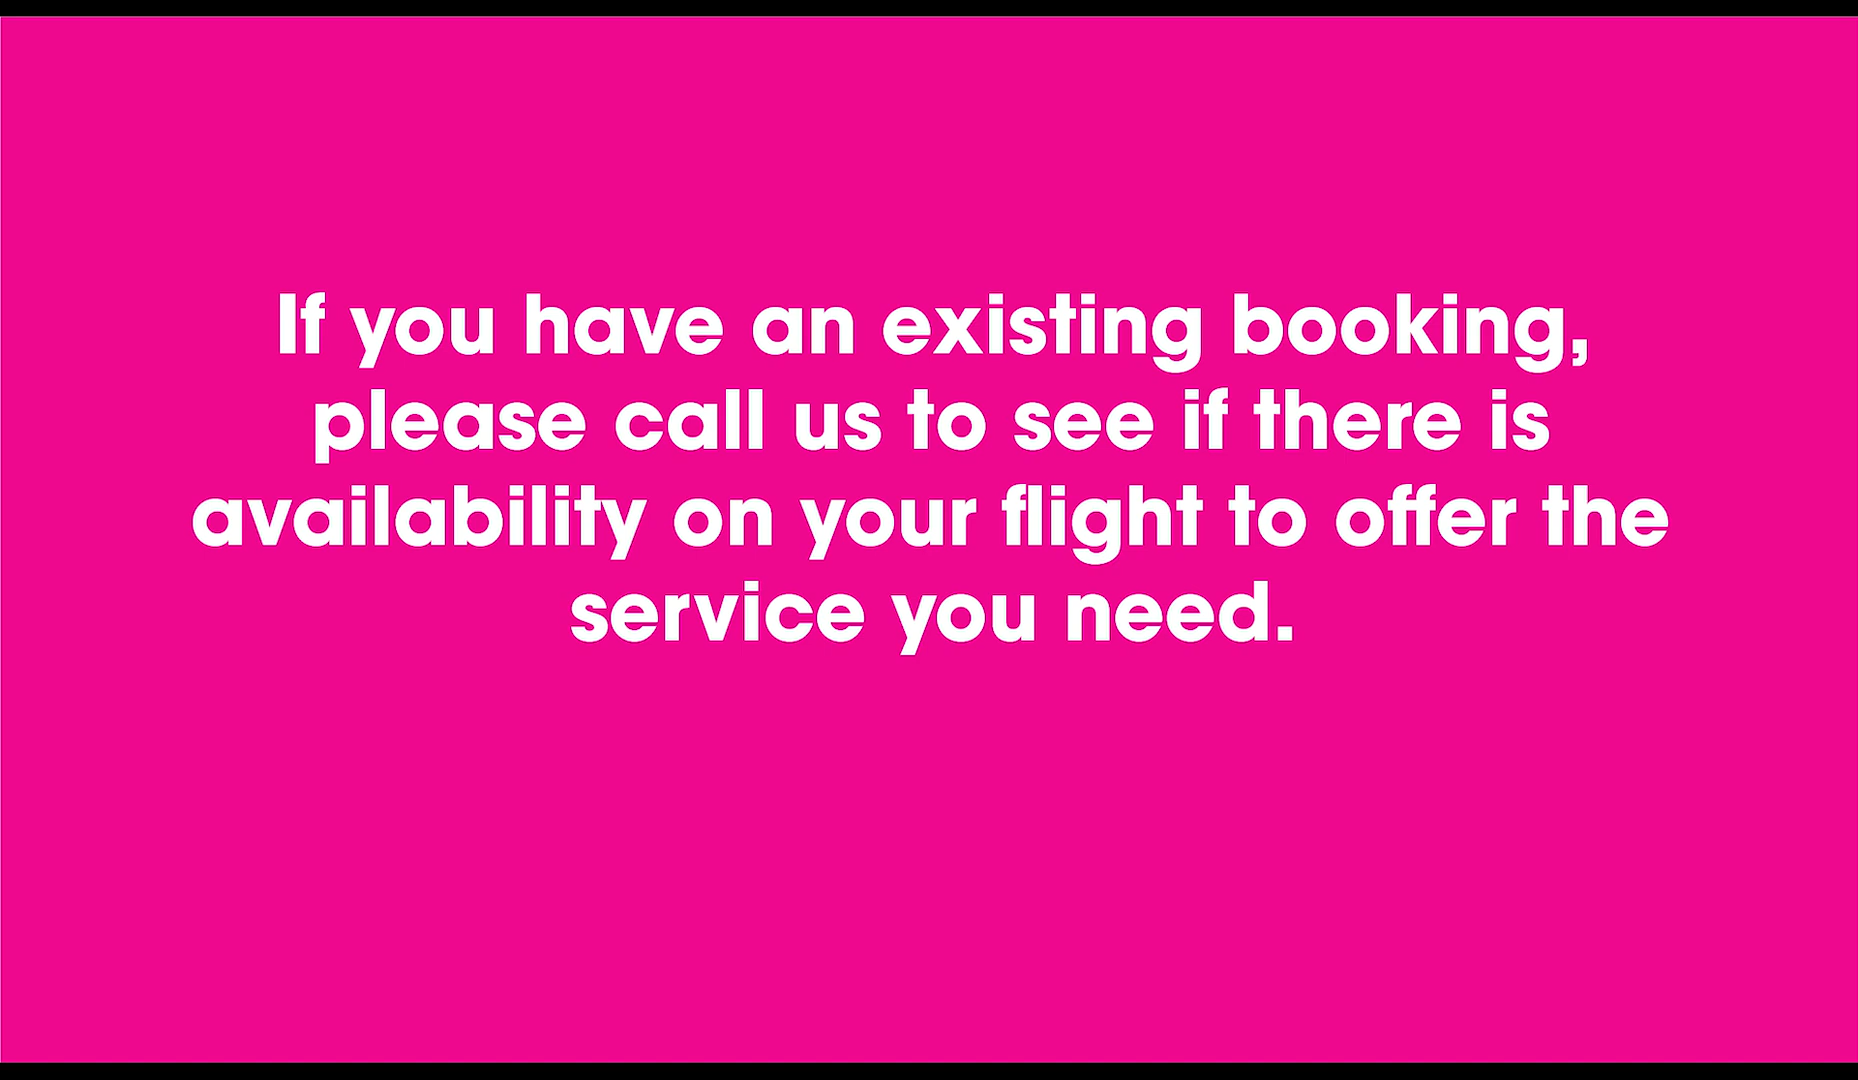 If you have an existing booking,
please call us to see if there is
availability on your flight to offer the
service you need.